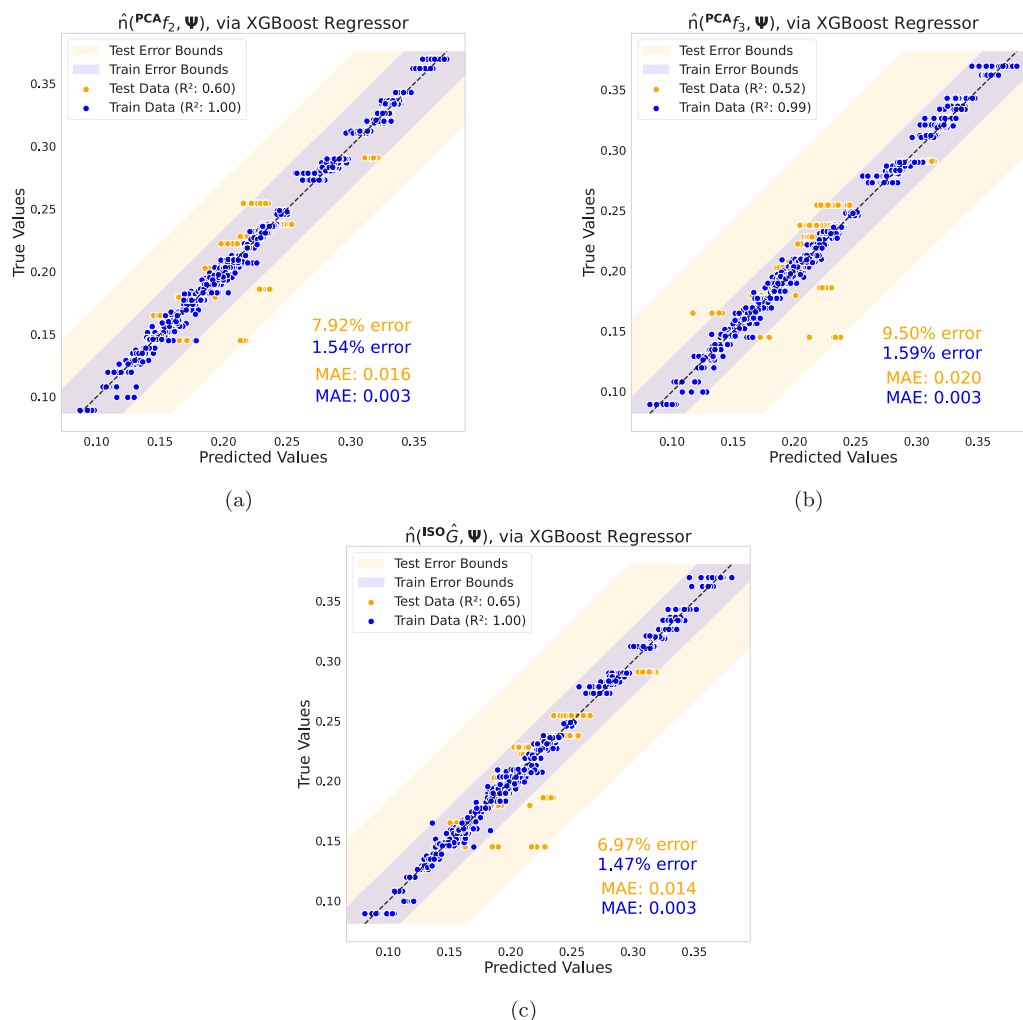 n̂(ᴾᶜᴬf₂, Ψ), via XGBoost Regressor
Test Error Bounds
Train Error Bounds
Test Data (R²: 0.60)
Train Data (R²: 1.00)
True Values
0.35
0.30
0.25
0.20
0.15
0.10
7.92% error
1.54% error
MAE: 0.016
MAE: 0.003
0.10 0.15 0.20 0.25 0.30 0.35
Predicted Values
(a)
n̂(ᴾᶜᴬf₃, Ψ), via XGBoost Regressor
Test Error Bounds
Train Error Bounds
Test Data (R²: 0.52)
Train Data (R²: 0.99)
True Values
0.35
0.30
0.25
0.20
0.15
0.10
9.50% error
1.59% error
MAE: 0.020
MAE: 0.003
0.10 0.15 0.20 0.25 0.30 0.35
Predicted Values
(b)
n̂(ᴵˢᴼĜ, Ψ), via XGBoost Regressor
Test Error Bounds
Train Error Bounds
Test Data (R²: 0.65)
Train Data (R²: 1.00)
True Values
0.35
0.30
0.25
0.20
0.15
0.10
6.97% error
1.47% error
MAE: 0.014
MAE: 0.003
0.10 0.15 0.20 0.25 0.30 0.35
Predicted Values
(c)